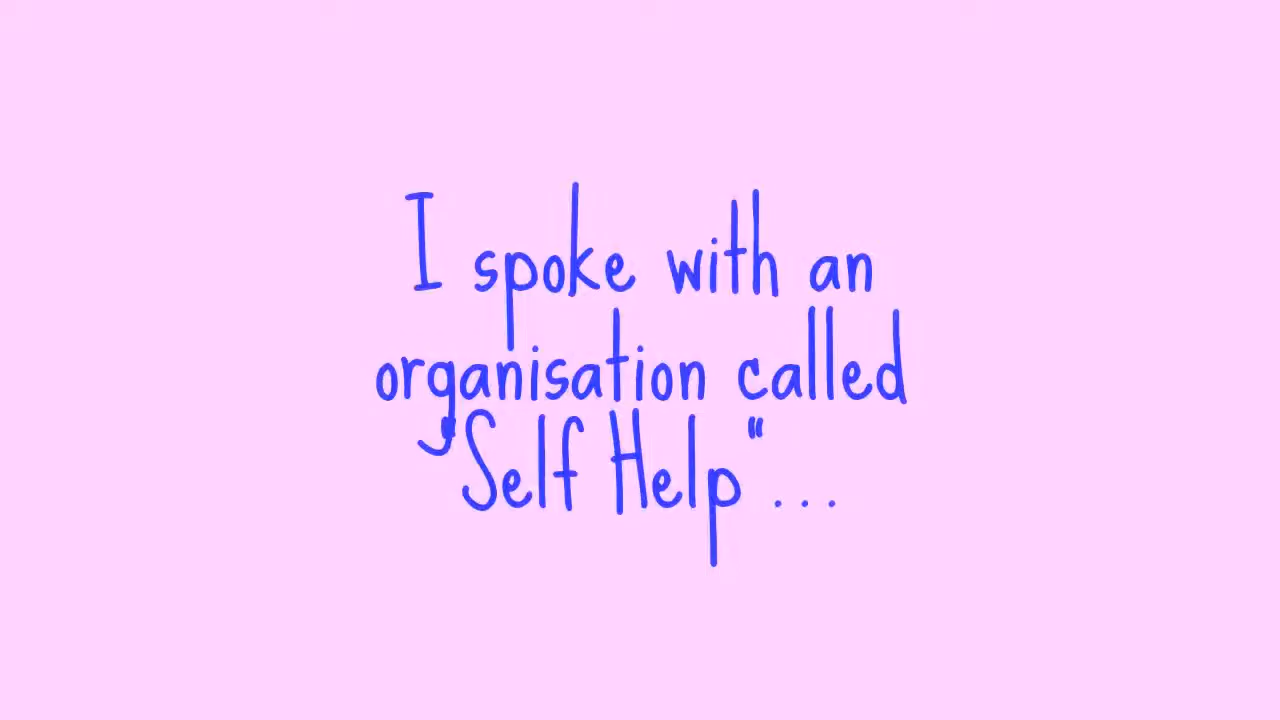 I spoke with an
organisation called
"Self Help" ...